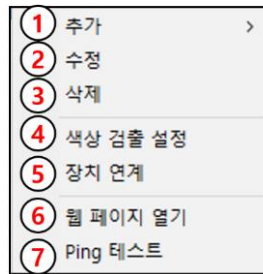 ① 추가 >
② 수정
③ 삭제
④ 색상 검출 설정
⑤ 장치 연계
⑥ 웹 페이지 열기
⑦ Ping 테스트